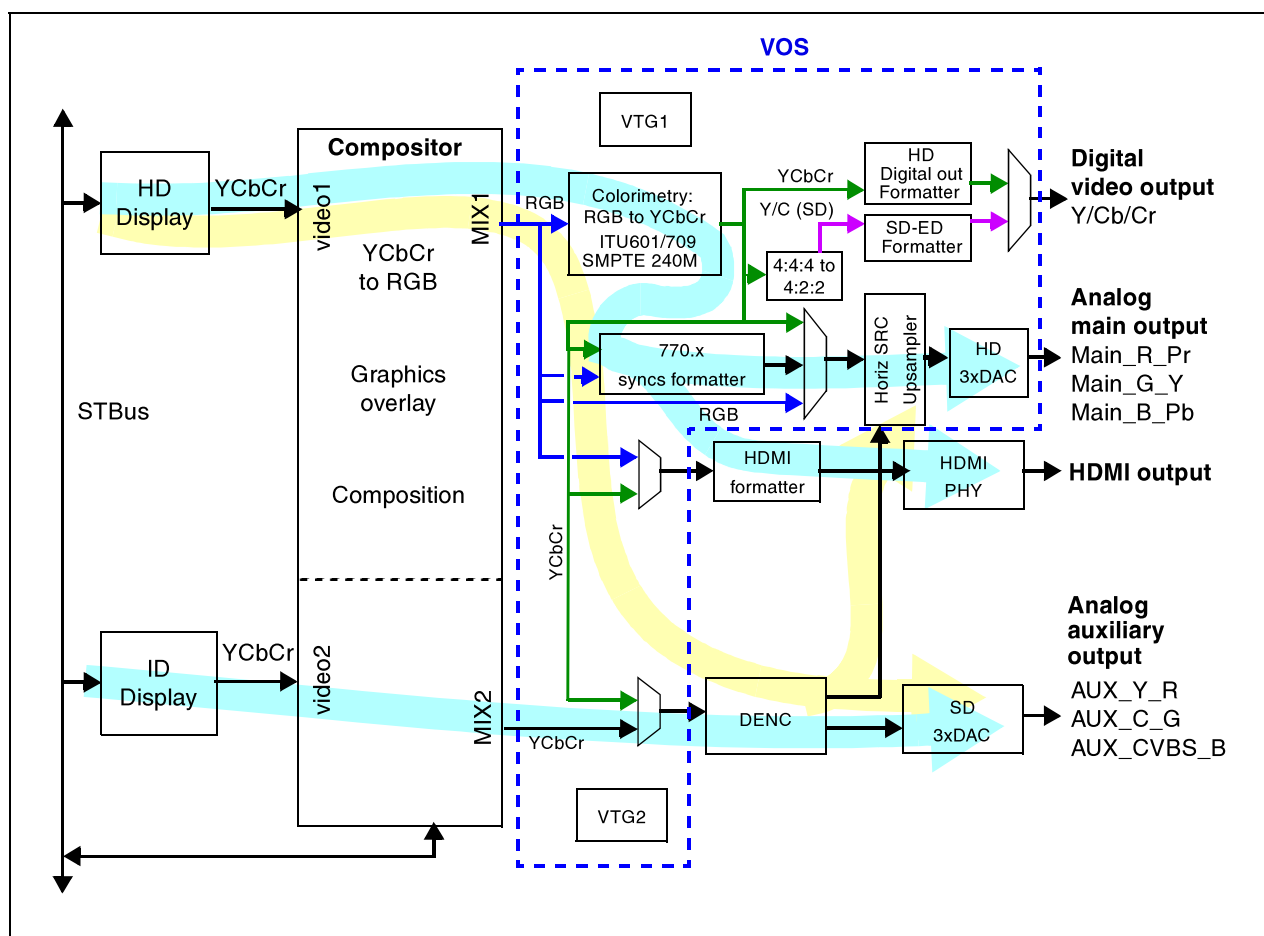 VOS
VTG1
Compositor
HD
Display
YCbCr
video1
MIX1
YCbCr
to RGB
Graphics
overlay
Composition
STBus
RGB
Colorimetry:
RGB to YCbCr
ITU601/709
SMPTE 240M
YCbCr
Y/C (SD)
HD
Digital out
Formatter
SD-ED
Formatter
4:4:4 to
4:2:2
Digital
video output
Y/Cb/Cr
770.x
syncs formatter
RGB
Horiz SRC
Upsampler
HD
3xDAC
Analog
main output
Main_R_Pr
Main_G_Y
Main_B_Pb
HDMI
formatter
HDMI
PHY
HDMI output
YCbCr
ID
Display
YCbCr
video2
MIX2
YCbCr
DENC
SD
3xDAC
Analog
auxiliary
output
AUX_Y_R
AUX_C_G
AUX_CVBS_B
VTG2